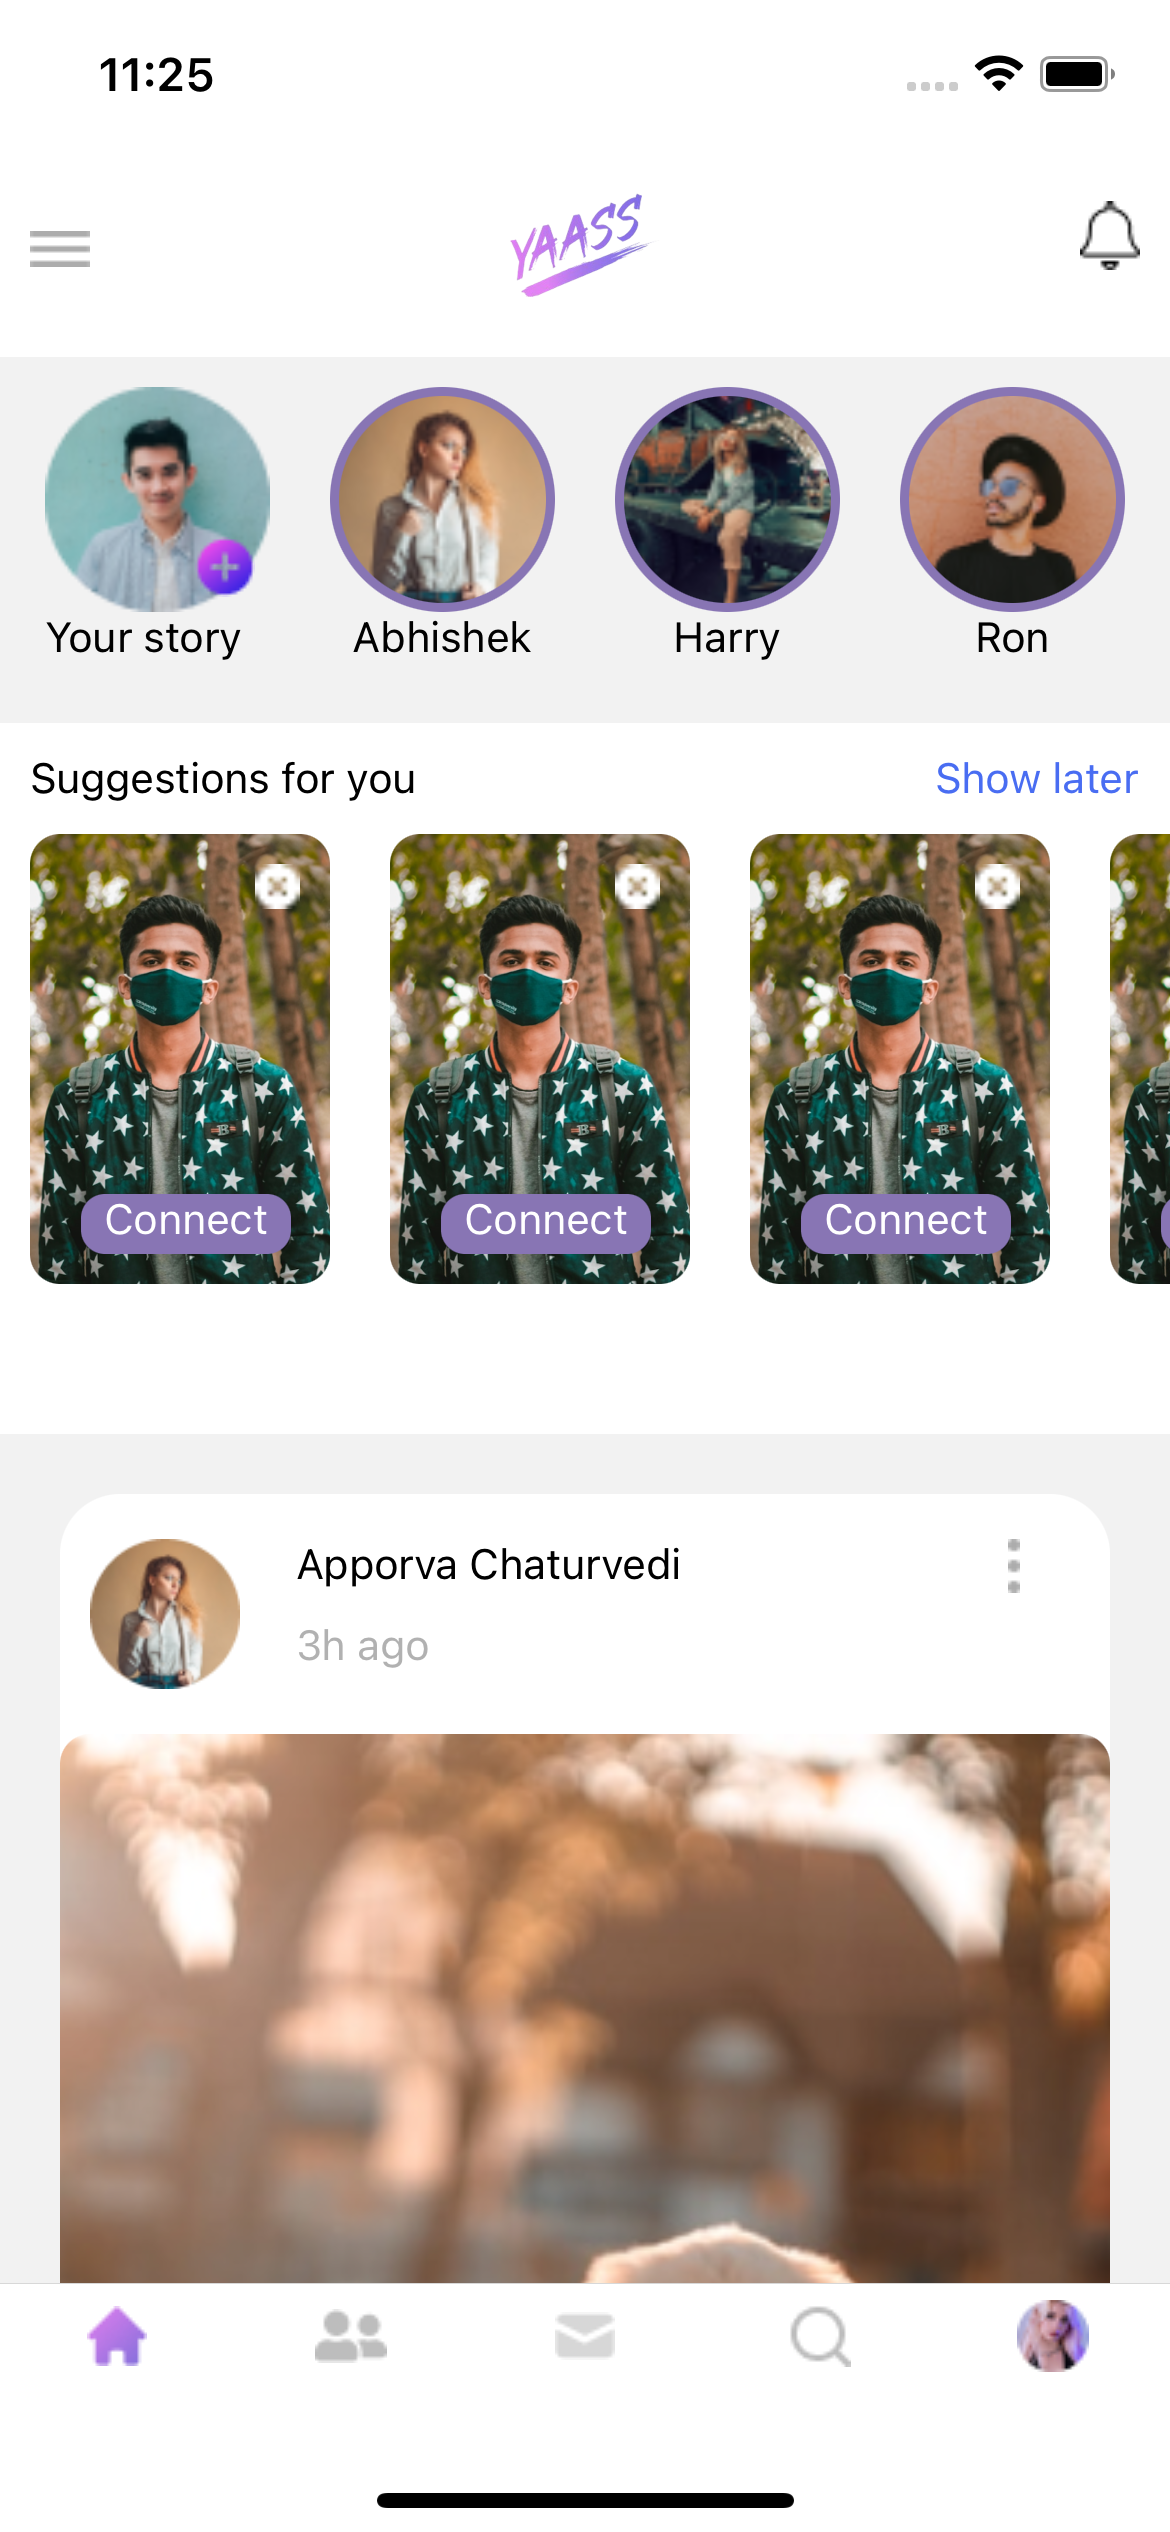 11:25
YAASS
Your story
Abhishek
Harry
Ron
Suggestions for you
Show later
Connect
Connect
Connect
Apporva Chaturvedi
3h ago